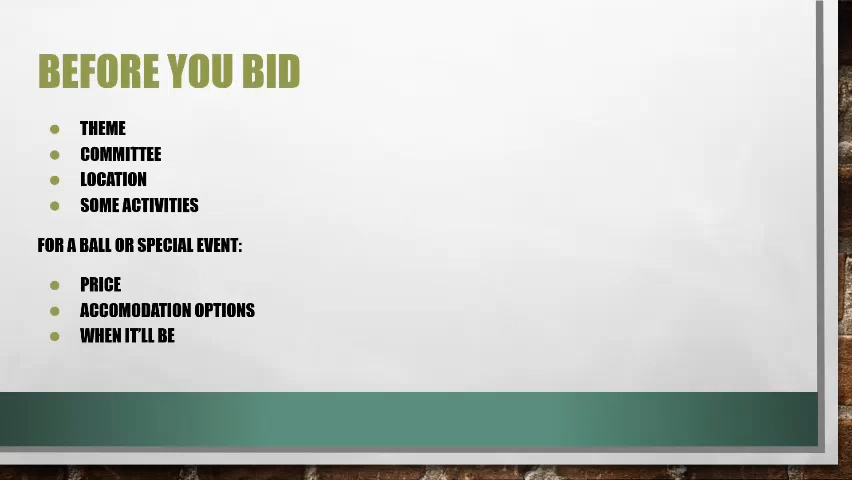 BEFORE YOU BID
THEME
COMMITTEE
LOCATION
SOME ACTIVITIES
FOR A BALL OR SPECIAL EVENT:
PRICE
ACCOMODATION OPTIONS
WHEN IT'LL BE